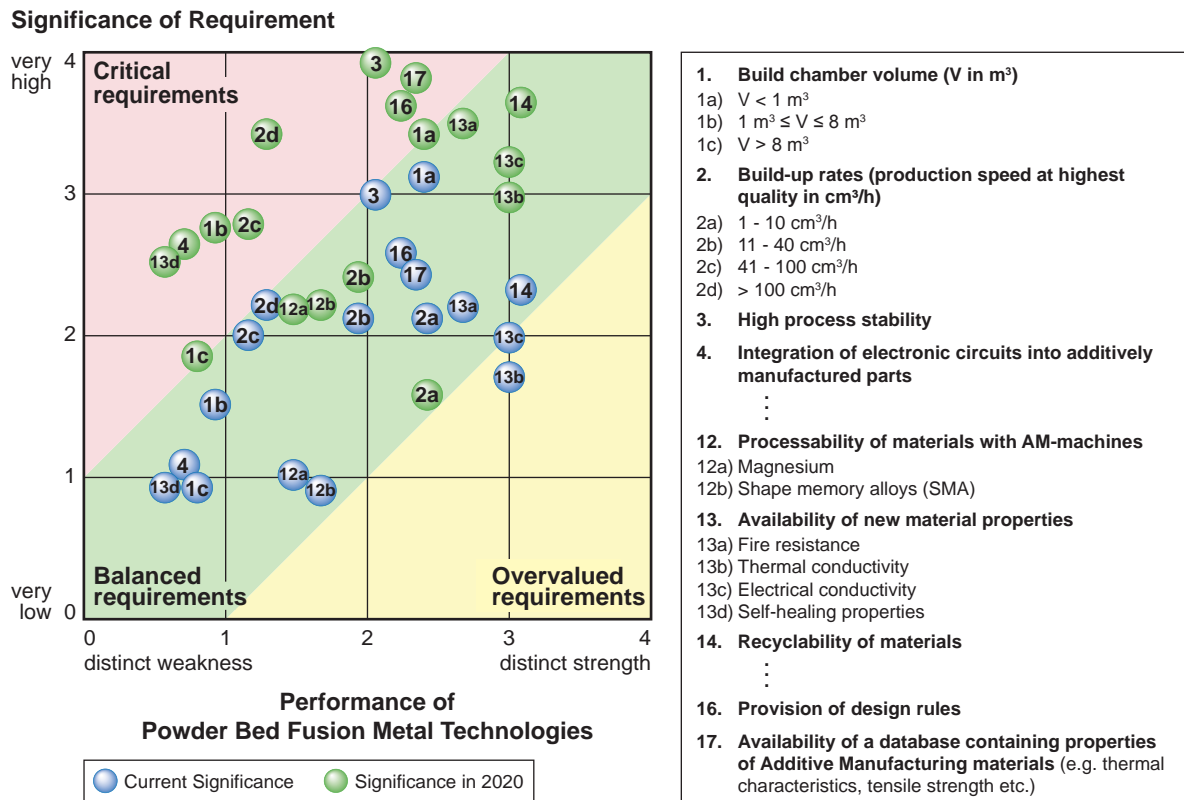 Significance of Requirement
very
high
4
3
2
1
very
low
0
Critical
requirements
3
17
16
14
2d
1a
13a
13c
1a
3
13b
1b
2c
4
13d
16
17
2b
14
2d
12a
12b
13a
2b
2a
2c
13c
1c
13b
2a
1b
4
13d
1c
12a
12b
Balanced
requirements
Overvalued
requirements
0 1 2 3 4
distinct weakness distinct strength
Performance of
Powder Bed Fusion Metal Technologies
Current Significance Significance in 2020
1. Build chamber volume (V in m³)
1a) V < 1 m³
1b) 1 m³ ≤ V ≤ 8 m³
1c) V > 8 m³
2. Build-up rates (production speed at highest
quality in cm³/h)
2a) 1 - 10 cm³/h
2b) 11 - 40 cm³/h
2c) 41 - 100 cm³/h
2d) > 100 cm³/h
3. High process stability
4. Integration of electronic circuits into additively
manufactured parts
⋮
12. Processability of materials with AM-machines
12a) Magnesium
12b) Shape memory alloys (SMA)
13. Availability of new material properties
13a) Fire resistance
13b) Thermal conductivity
13c) Electrical conductivity
13d) Self-healing properties
14. Recyclability of materials
⋮
16. Provision of design rules
17. Availability of a database containing properties
of Additive Manufacturing materials (e.g. thermal
characteristics, tensile strength etc.)